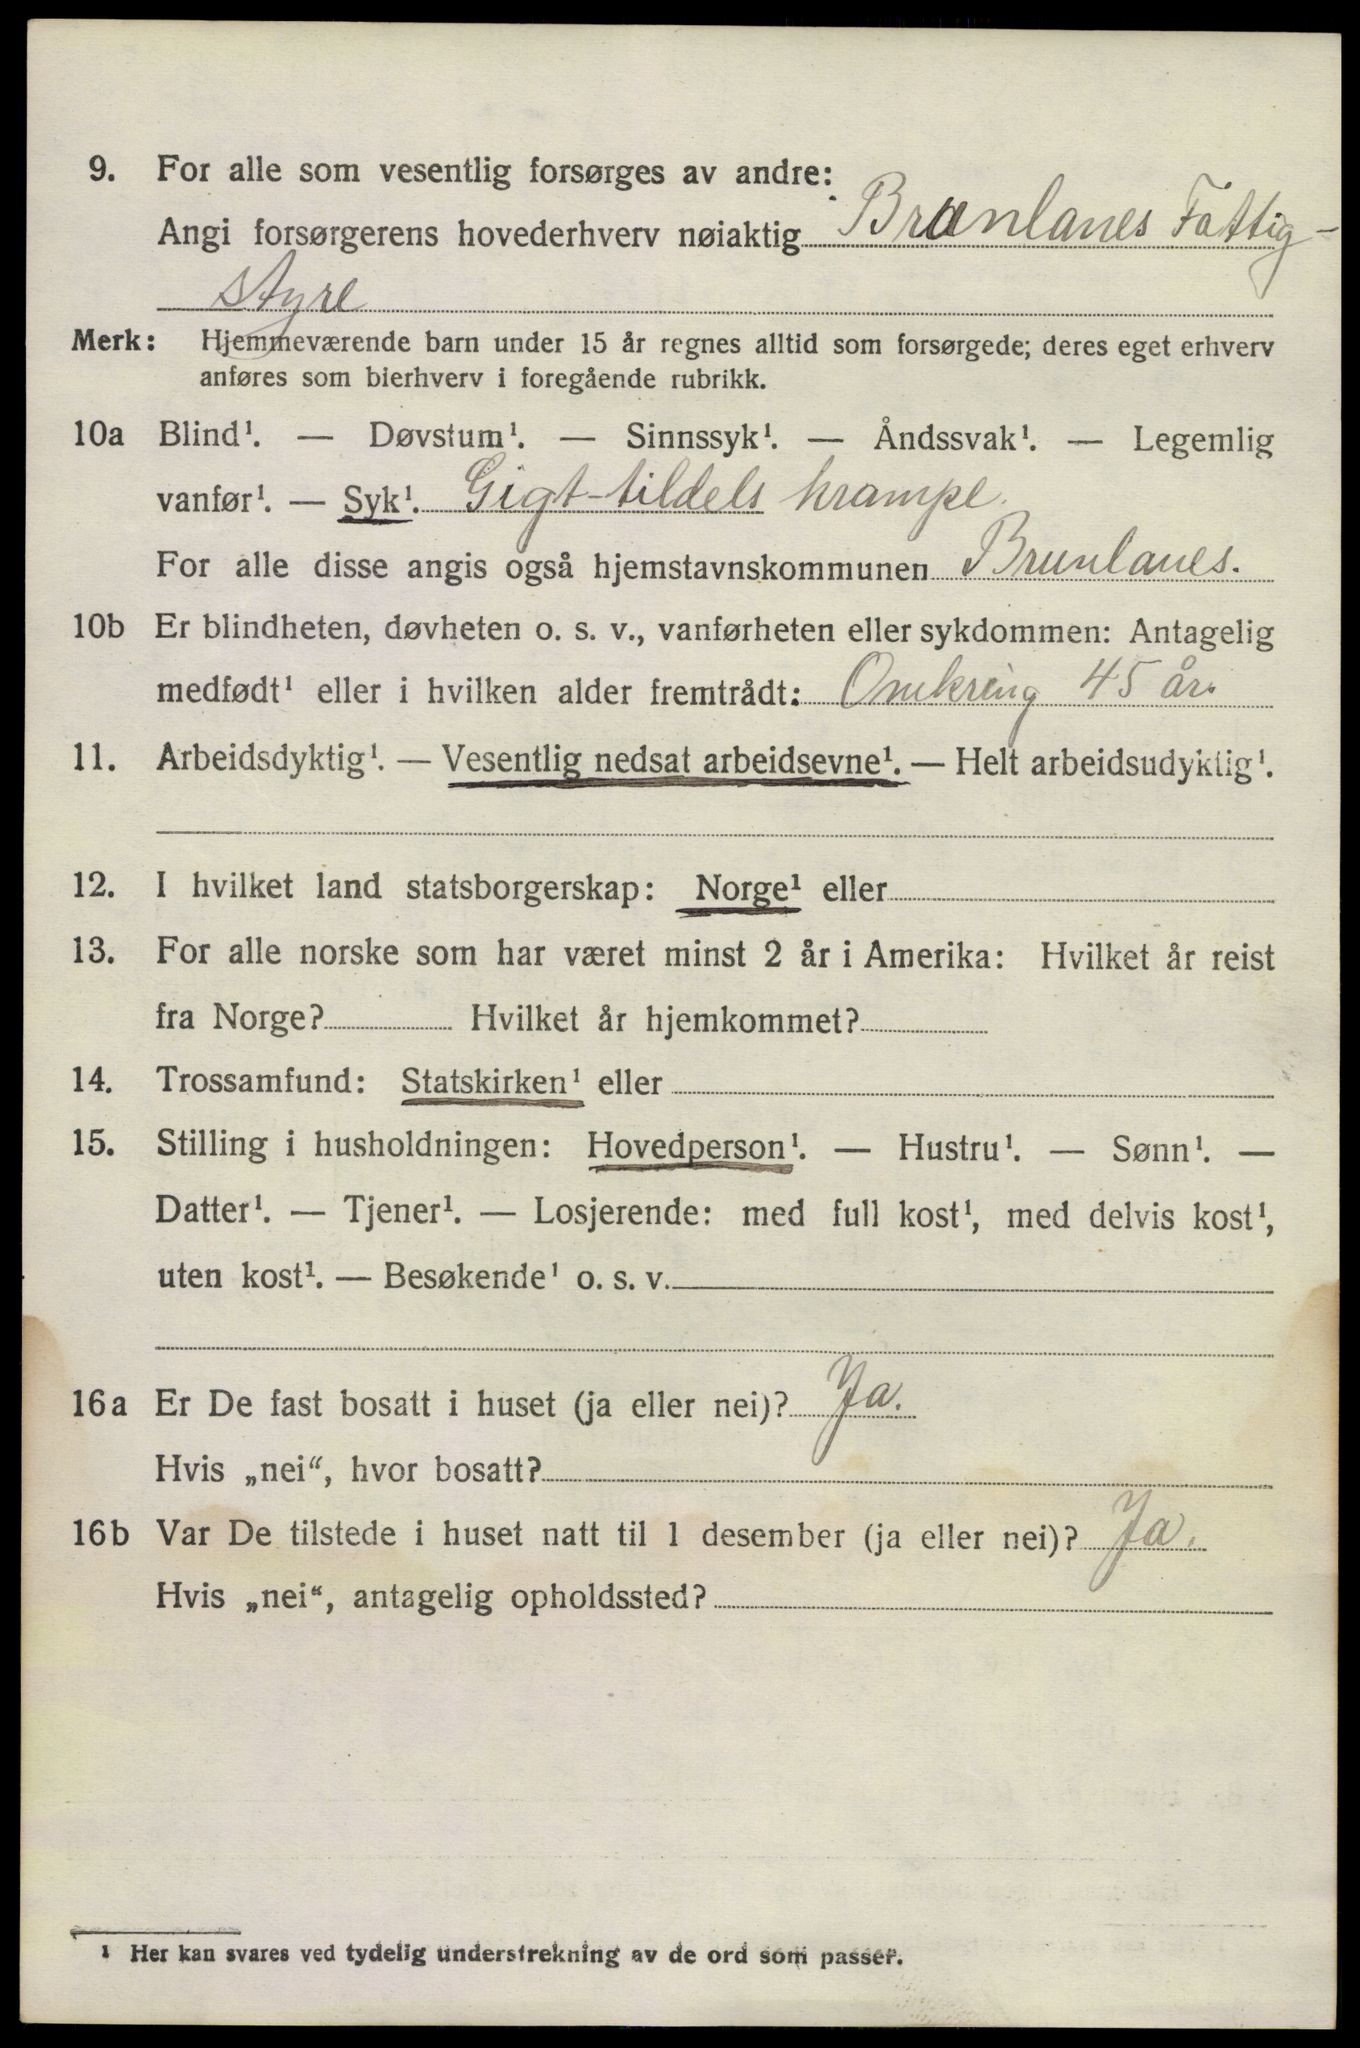 9. For alle som vesentlig forsørges av andre:
Angi forsørgerens hovederhverv nøiaktig Brunlanes Fattig-
styre
Merk: Hjemmeværende barn under 15 år regnes alltid som forsørgede; deres eget erhverv
anføres som bierhverv i foregående rubrikk.
10a Blind¹. — Døvstum¹. — Sinnssyk¹. — Åndssvak¹. — Legemlig
vanfør¹. — Syk¹. Gigt-tildels krampe.
For alle disse angis også hjemstavnskommunen Brunlanes.
10b Er blindheten, døvheten o. s. v., vanførheten eller sykdommen: Antagelig
medfødt¹ eller i hvilken alder fremtrådt: Omkring 45 år.
11. Arbeidsdyktig¹. — Vesentlig nedsat arbeidsevne¹. — Helt arbeidsudyktig¹.
12. I hvilket land statsborgerskap: Norge¹ eller
13. For alle norske som har været minst 2 år i Amerika: Hvilket år reist
fra Norge? Hvilket år hjemkommet?
14. Trossamfund: Statskirken¹ eller
15. Stilling i husholdningen: Hovedperson¹. — Hustru¹. — Sønn¹. —
Datter¹. — Tjener¹. — Losjerende: med full kost¹, med delvis kost¹,
uten kost¹. — Besøkende¹ o. s. v.
16a Er De fast bosatt i huset (ja eller nei)? Ja.
Hvis „nei“, hvor bosatt?
16b Var De tilstede i huset natt til 1 desember (ja eller nei)? Ja.
Hvis „nei“, antagelig opholdssted?
¹ Her kan svares ved tydelig understrekning av de ord som passer.